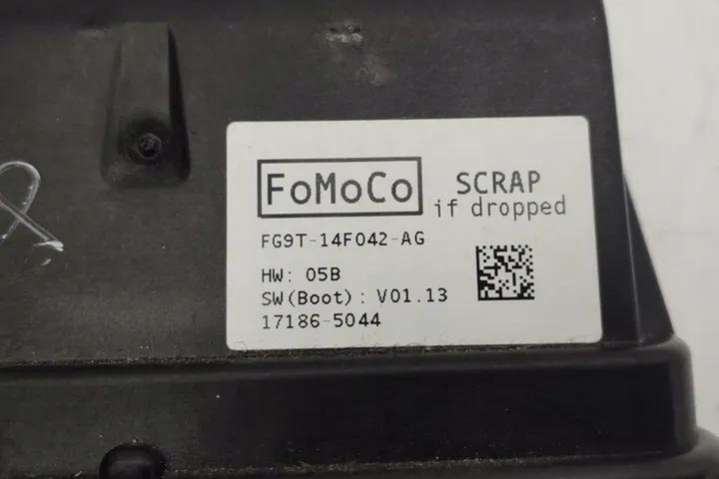 FoMoCo
SCRAP
if dropped
FG9T-14F042-AG
HW: 05B
SW(Boot): V01.13
17186-5044